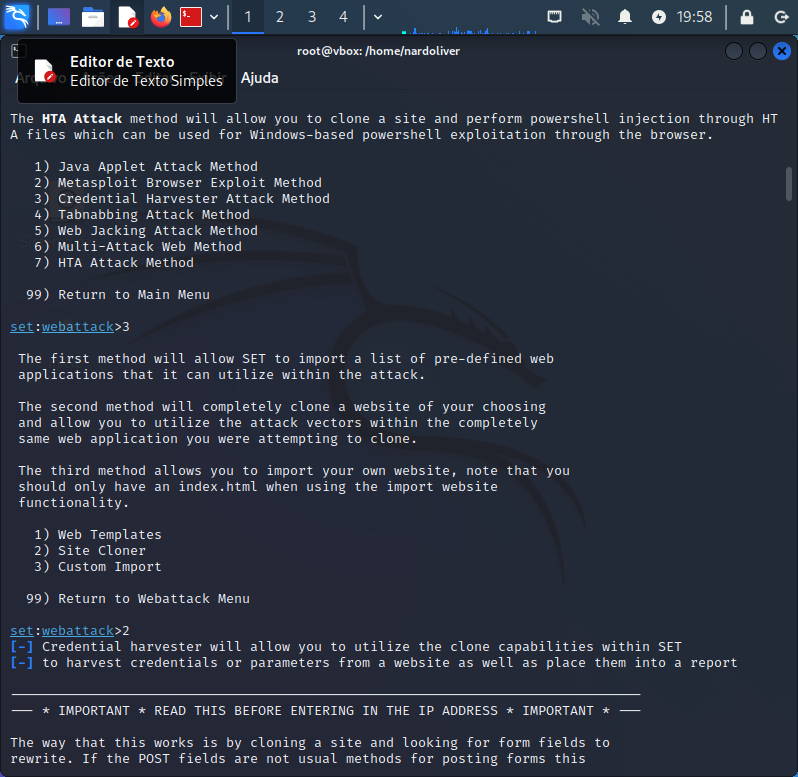 1 2 3 4 19:58
root@vbox: /home/nardoliver
Editor de Texto
Editor de Texto Simples
Ajuda
The HTA Attack method will allow you to clone a site and perform powershell injection through HT
A files which can be used for Windows-based powershell exploitation through the browser.
1) Java Applet Attack Method
2) Metasploit Browser Exploit Method
3) Credential Harvester Attack Method
4) Tabnabbing Attack Method
5) Web Jacking Attack Method
6) Multi-Attack Web Method
7) HTA Attack Method
99) Return to Main Menu
set:webattack>3
The first method will allow SET to import a list of pre-defined web
applications that it can utilize within the attack.
The second method will completely clone a website of your choosing
and allow you to utilize the attack vectors within the completely
same web application you were attempting to clone.
The third method allows you to import your own website, note that you
should only have an index.html when using the import website
functionality.
1) Web Templates
2) Site Cloner
3) Custom Import
99) Return to Webattack Menu
set:webattack>2
[-] Credential harvester will allow you to utilize the clone capabilities within SET
[-] to harvest credentials or parameters from a website as well as place them into a report
--- * IMPORTANT * READ THIS BEFORE ENTERING IN THE IP ADDRESS * IMPORTANT * ---
The way that this works is by cloning a site and looking for form fields to
rewrite. If the POST fields are not usual methods for posting forms this